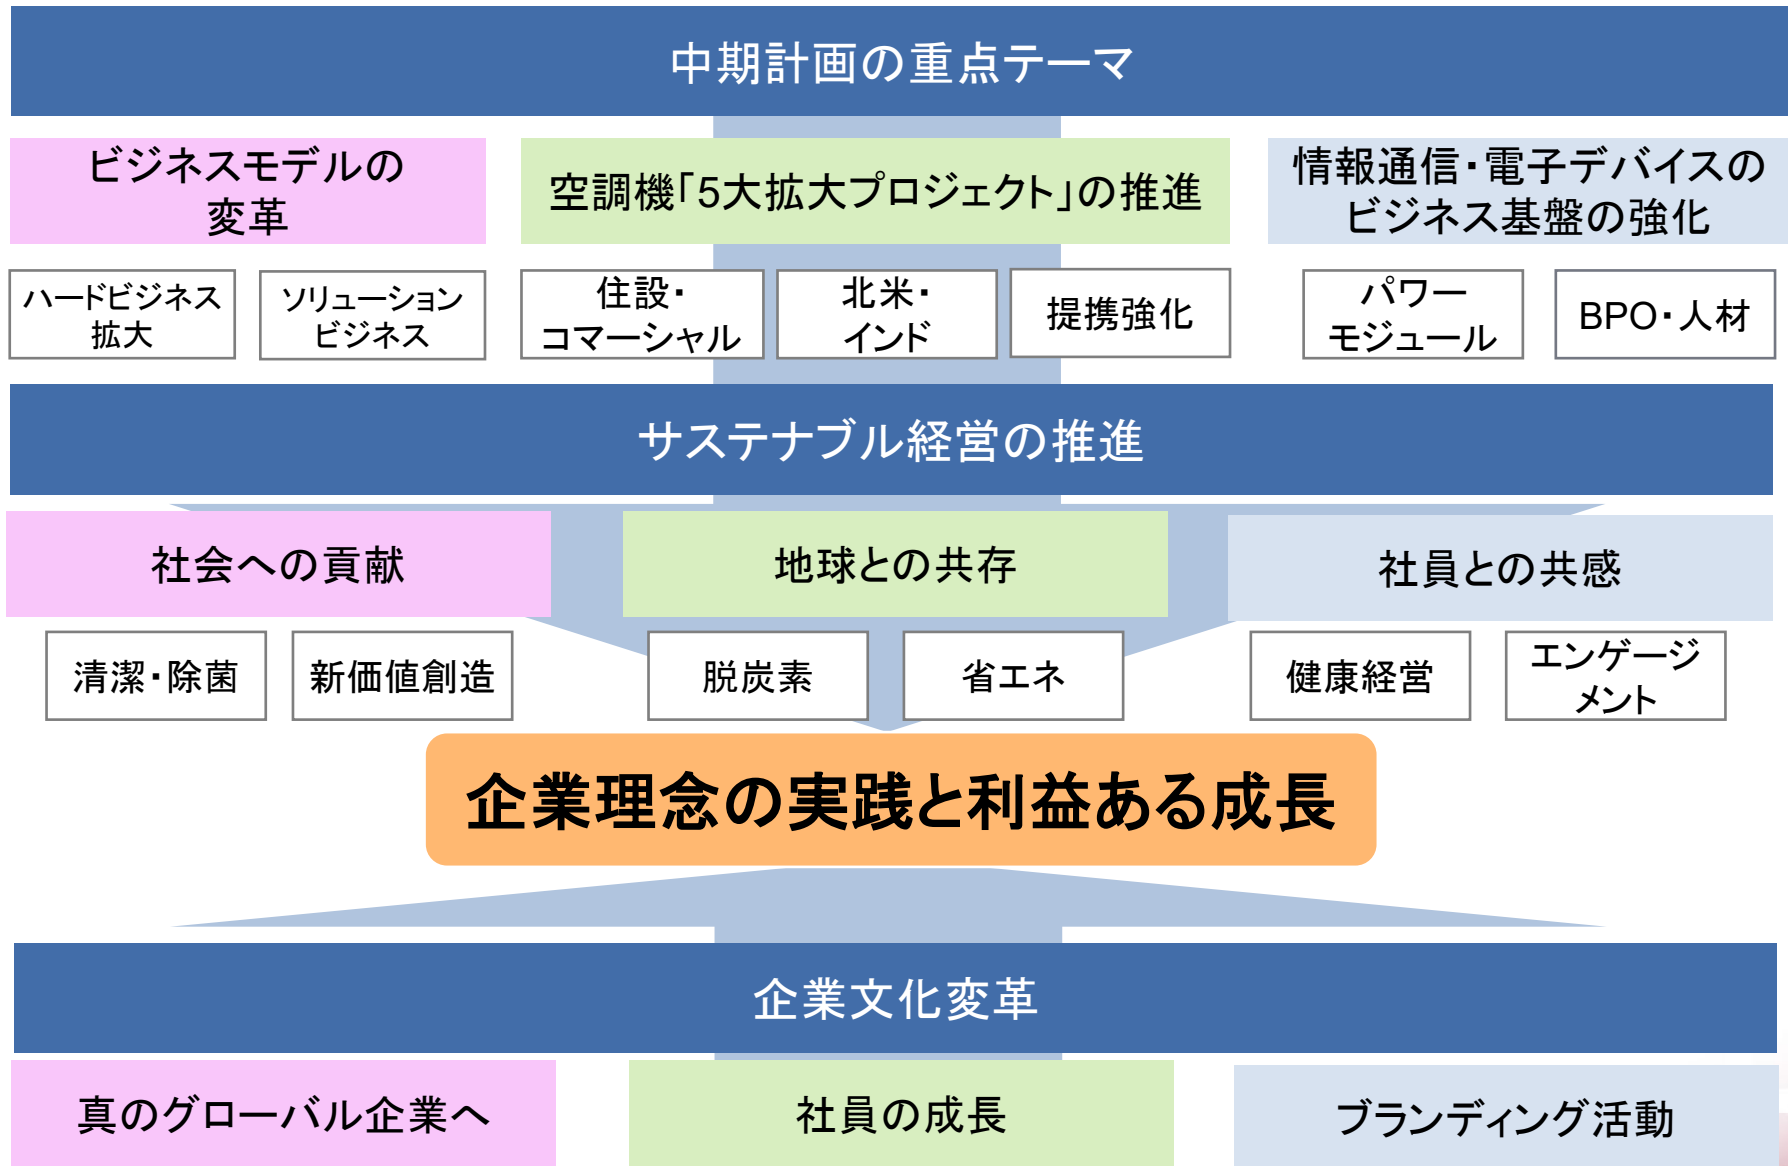 中期計画の重点テーマ
ビジネスモデルの
変革
空調機「5大拡大プロジェクト」の推進
情報通信・電子デバイスの
ビジネス基盤の強化
ハードビジネス
拡大
ソリューション
ビジネス
住設・
コマーシャル
北米・
インド
提携強化
パワー
モジュール
BPO・人材
サステナブル経営の推進
社会への貢献
地球との共存
社員との共感
清潔・除菌
新価値創造
脱炭素
省エネ
健康経営
エンゲージ
メント
企業理念の実践と利益ある成長
企業文化変革
真のグローバル企業へ
社員の成長
ブランディング活動